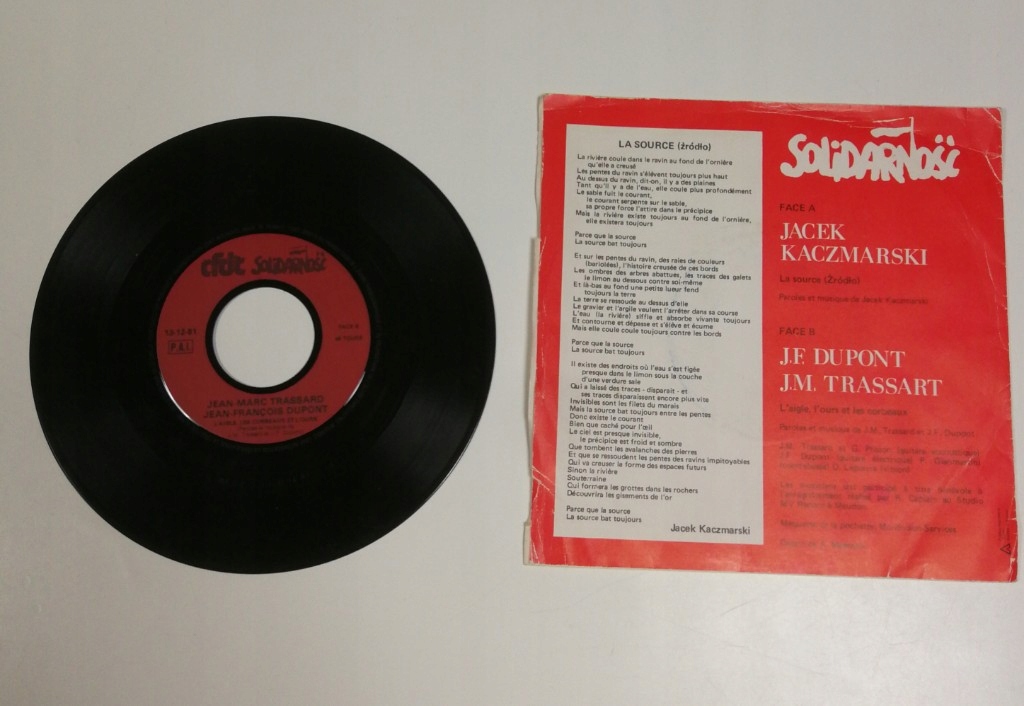 cfdt SOLIDARNOŚĆ
13-12-81
FACE B
P.E.I.
45 TOURS
JEAN-MARC TRASSARD
JEAN-FRANÇOIS DUPONT
LA SOURCE (źródło)
La rivière coule dans le ravin au fond de l'ornière
qu'elle a creusé
Les pentes du ravin s'élèvent toujours plus haut
Au dessus du ravin, dit-on, il y a des plaines
Tant qu'il y a de l'eau, elle coule plus profondément
Le sable fuit le courant,
le courant serpente sur le sable,
sa propre force l'attire dans le précipice
Mais la rivière existe toujours au fond de l'ornière,
elle existera toujours
Parce que la source
La source bat toujours
Et sur les pentes du ravin, des raies de couleurs
(bariolées), l'histoire creusée de ces bords
Les ombres des arbres abattues, les traces des galets
le limon au dessous contre soi-même
Et là-bas au fond une petite lueur fend
toujours la terre
La terre se ressoude au dessus d'elle
Le gravier et l'argile veulent l'arrêter dans sa course
L'eau (la rivière) siffle et absorbe vivante toujours
Et contourne et dépasse et s'élève et écume
Mais elle coule coule toujours contre les bords
Parce que la source
La source bat toujours
Il existe des endroits où l'eau s'est figée
presque dans le limon sous la couche
d'une verdure sale
Qui a laissé des traces - disparait - et
ses traces disparaissent encore plus vite
Invisibles sont les filets du marais
Mais la source bat toujours entre les pentes
Donc existe le courant
Bien que caché pour l'œil
Le ciel est presque invisible,
le précipice est froid et sombre
Que tombent les avalanches des pierres
Et que se ressoudent les pentes des ravins impitoyables
Qui va creuser la forme des espaces futurs
Sinon la rivière
Souterraine
Qui formera les grottes dans les rochers
Découvrira les gisements de l'or
Parce que la source
La source bat toujours
Jacek Kaczmarski
SOLIDARNOŚĆ
FACE A
JACEK
KACZMARSKI
La source (Źródło)
Paroles et musique de Jacek Kaczmarski
FACE B
J.F. DUPONT
J.M. TRASSART
L'aigle, l'ours et les corbeaux
Paroles et musique de J.M. Trassard et J.F. Dupont